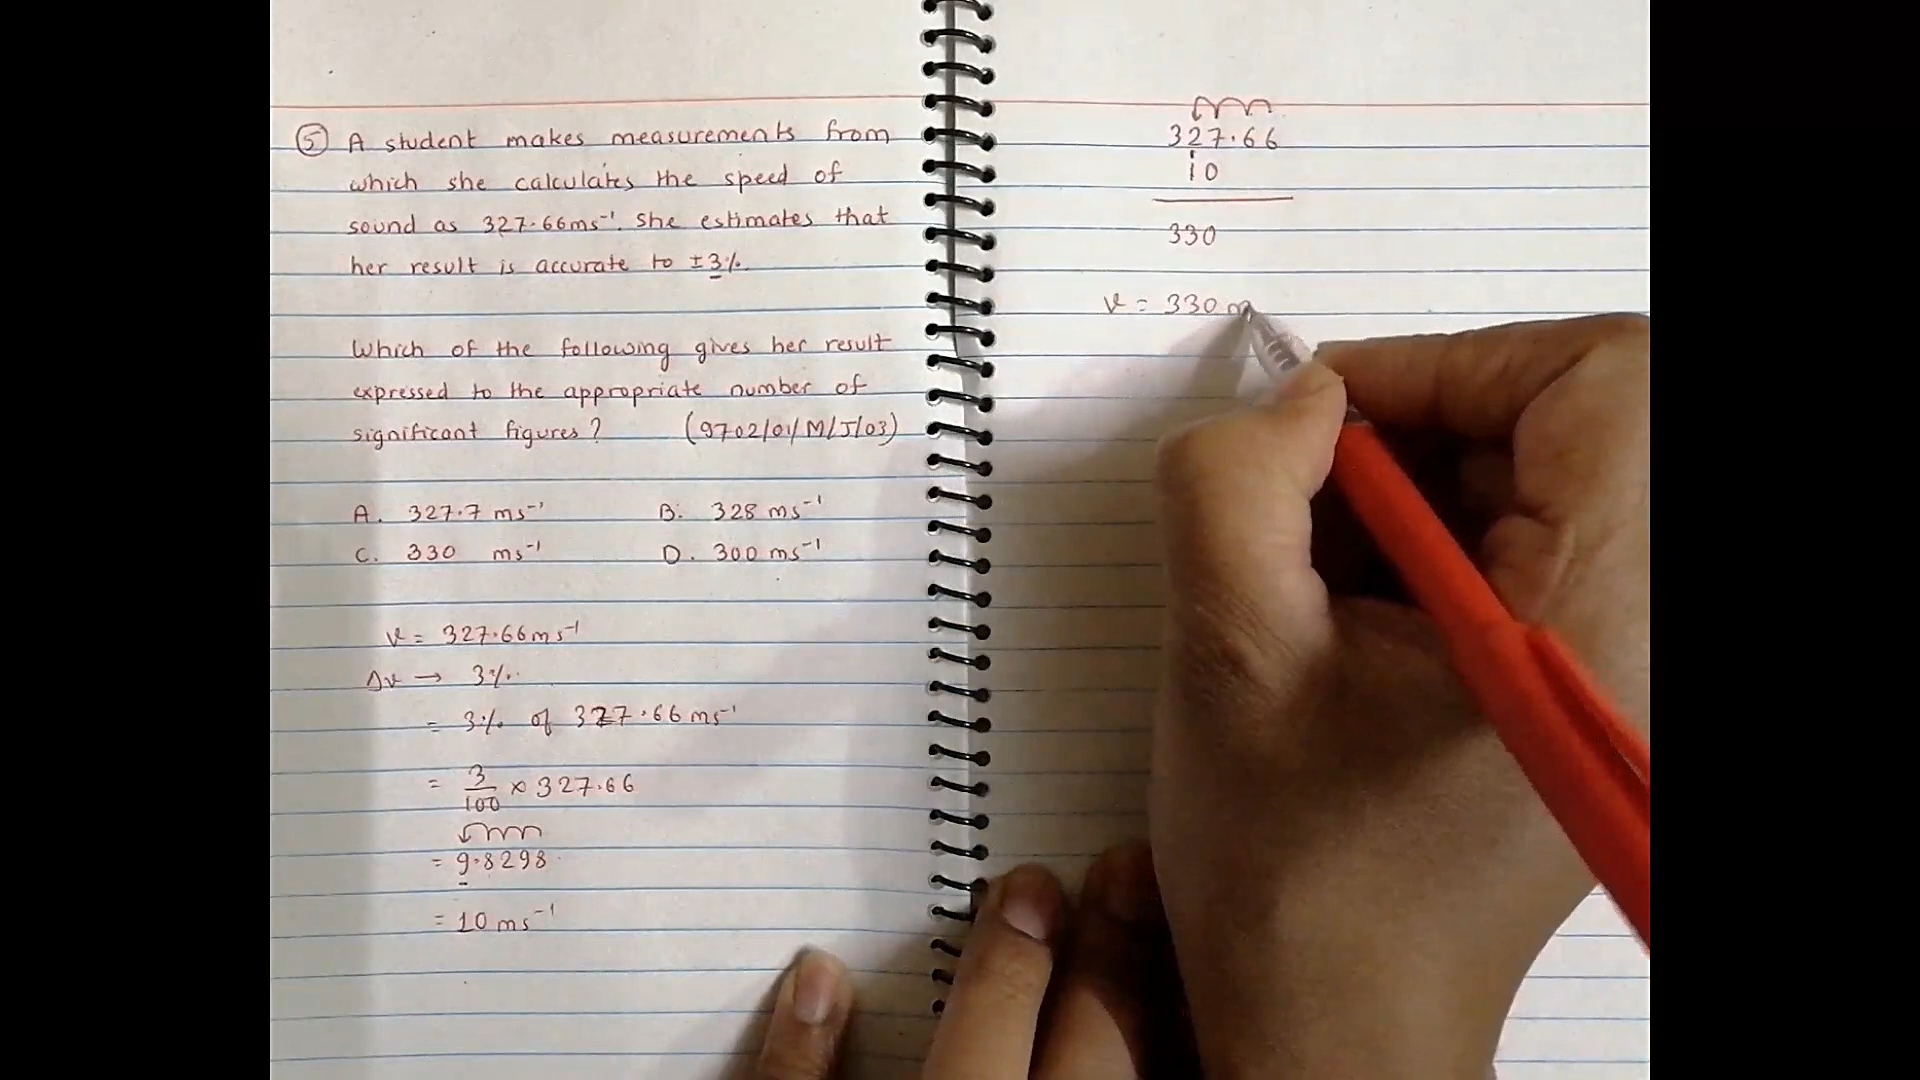 ⑤ A student makes measurements from
which she calculates the speed of
sound as 327.66ms⁻¹. She estimates that
her result is accurate to ±3%.
Which of the following gives her result
expressed to the appropriate number of
significant figures? (9702/01/M/J/03)
A. 327.7 ms⁻¹ B. 328 ms⁻¹
C. 330 ms⁻¹ D. 300 ms⁻¹
v = 327.66ms⁻¹
Δv → 3%
= 3% of 327.66 ms⁻¹
= 3/100 × 327.66
= 9.8298
= 10 ms⁻¹
327.66
10
330
v = 330 m